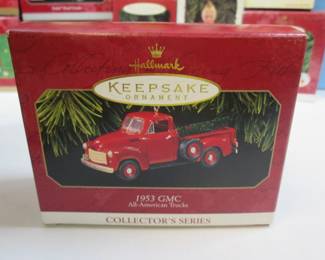 Hallmark
KEEPSAKE
ORNAMENT
1953 GMC
All-American Trucks
COLLECTOR'S SERIES